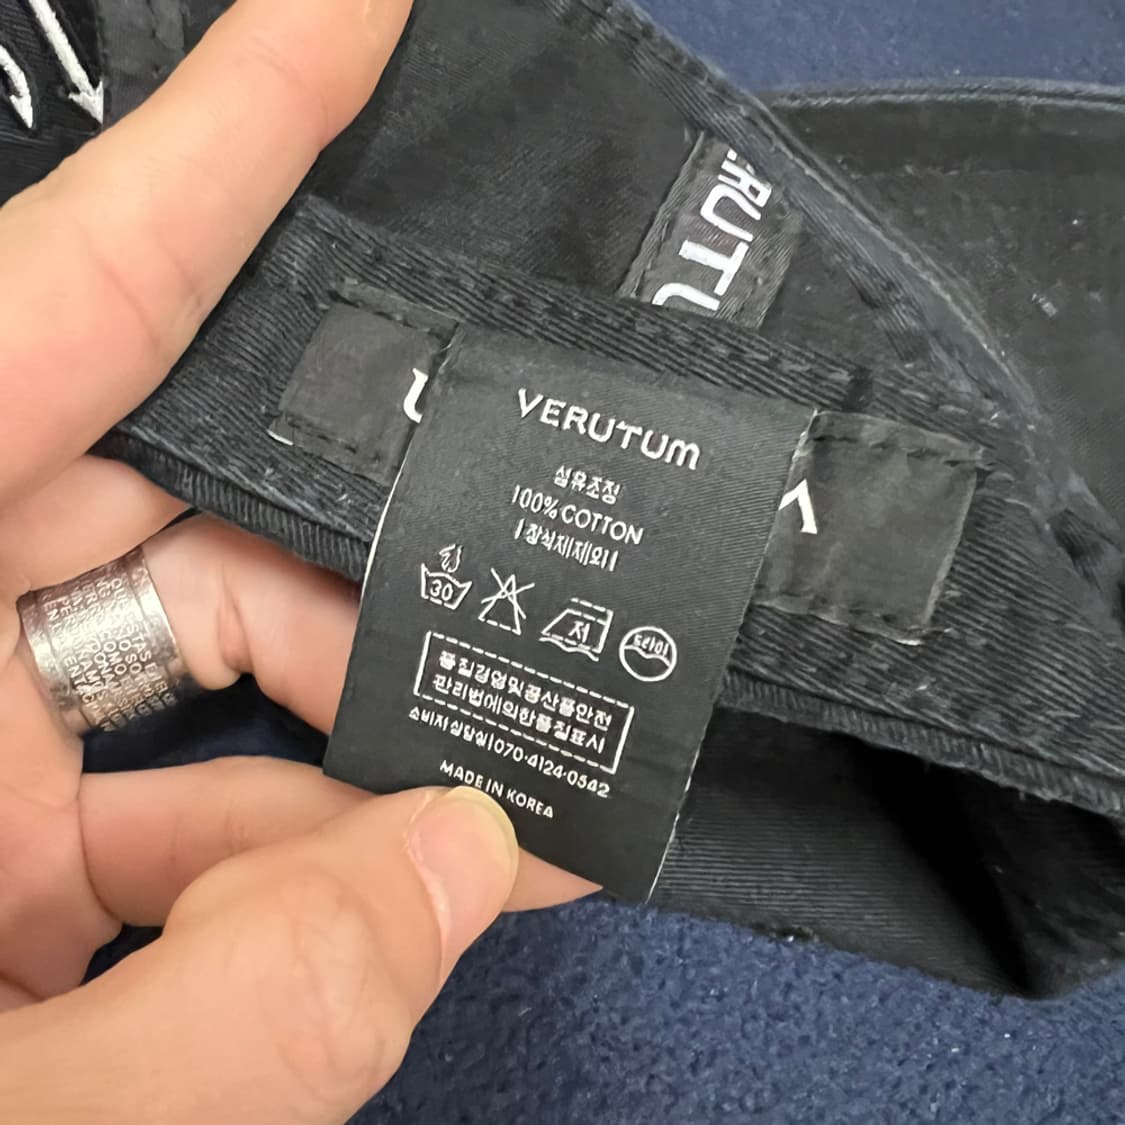 RUTU
VERUTUM
섬유조정
100% COTTON
|장식제제외|
30
저
드라이
품질경영및공산품안전
관리법에의한품질표시
소비자상담실|070·4124·0542
MADE IN KOREA